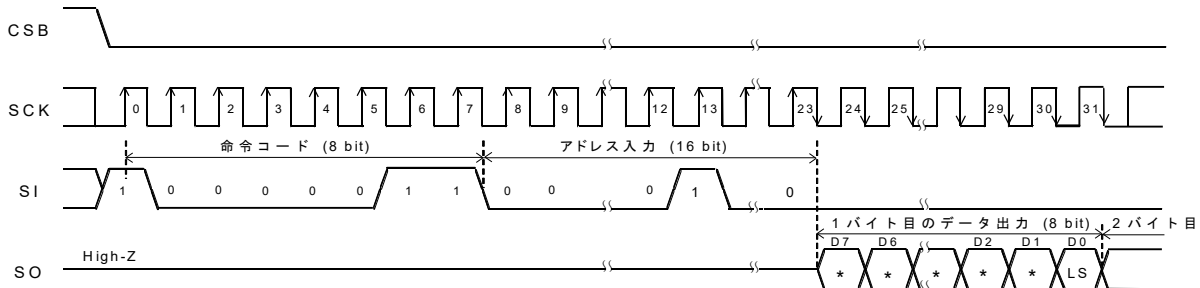 CSB
SCK 0 1 2 3 4 5 6 7 8 9 12 13 23 24 25 29 30 31
命令コード (8 bit) アドレス入力 (16 bit)
SI 1 0 0 0 0 0 1 1 0 0 0 1 0
1バイト目のデータ出力 (8 bit) 2バイト目
High-Z D7 D6 D2 D1 D0
SO * * * * * LS